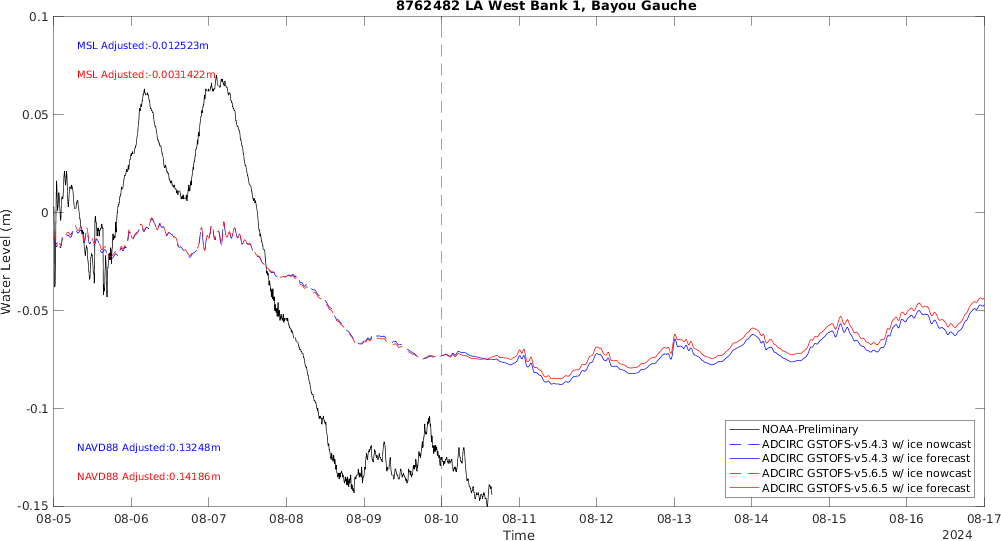 8762482 LA West Bank 1, Bayou Gauche
MSL Adjusted:-0.012523m
MSL Adjusted:-0.0031422m
Water Level (m)
0.1
0.05
0
-0.05
-0.1
-0.15
NAVD88 Adjusted:0.13248m
NAVD88 Adjusted:0.14186m
NOAA-Preliminary
ADCIRC GSTOFS-v5.4.3 w/ ice nowcast
ADCIRC GSTOFS-v5.4.3 w/ ice forecast
ADCIRC GSTOFS-v5.6.5 w/ ice nowcast
ADCIRC GSTOFS-v5.6.5 w/ ice forecast
08-05 08-06 08-07 08-08 08-09 08-10 08-11 08-12 08-13 08-14 08-15 08-16 08-17
Time
2024